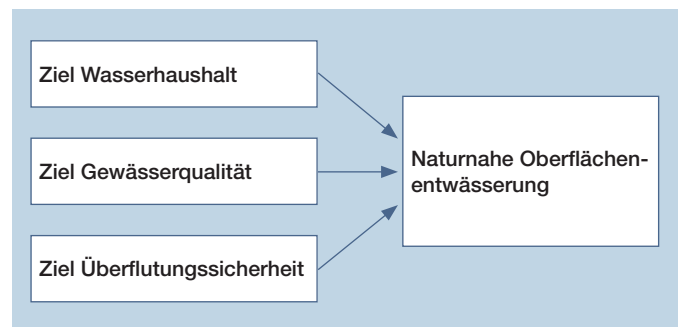 Ziel Wasserhaushalt
Ziel Gewässerqualität
Ziel Überflutungssicherheit
Naturnahe Oberflächen-
entwässerung